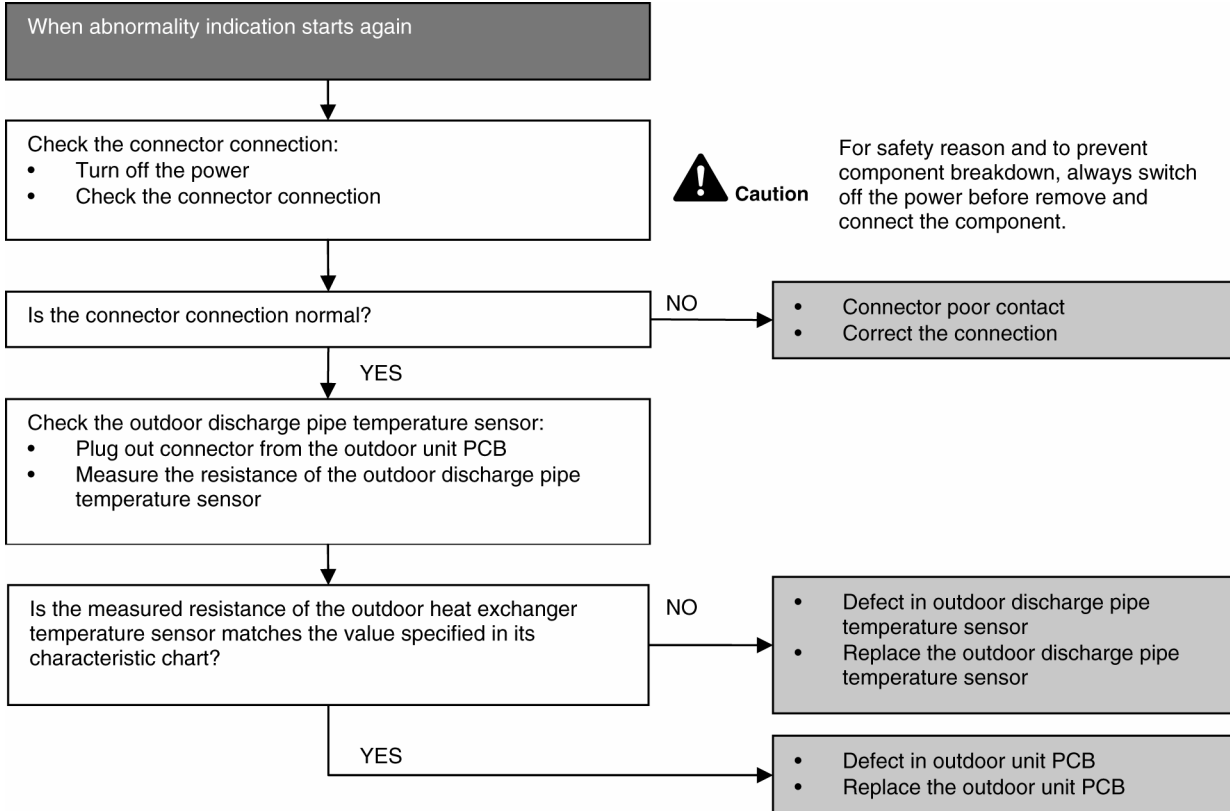 When abnormality indication starts again
Check the connector connection:
• Turn off the power
• Check the connector connection
Caution
For safety reason and to prevent
component breakdown, always switch
off the power before remove and
connect the component.
Is the connector connection normal?
NO
• Connector poor contact
• Correct the connection
YES
Check the outdoor discharge pipe temperature sensor:
• Plug out connector from the outdoor unit PCB
• Measure the resistance of the outdoor discharge pipe
temperature sensor
Is the measured resistance of the outdoor heat exchanger
temperature sensor matches the value specified in its
characteristic chart?
NO
• Defect in outdoor discharge pipe
temperature sensor
• Replace the outdoor discharge pipe
temperature sensor
YES
• Defect in outdoor unit PCB
• Replace the outdoor unit PCB